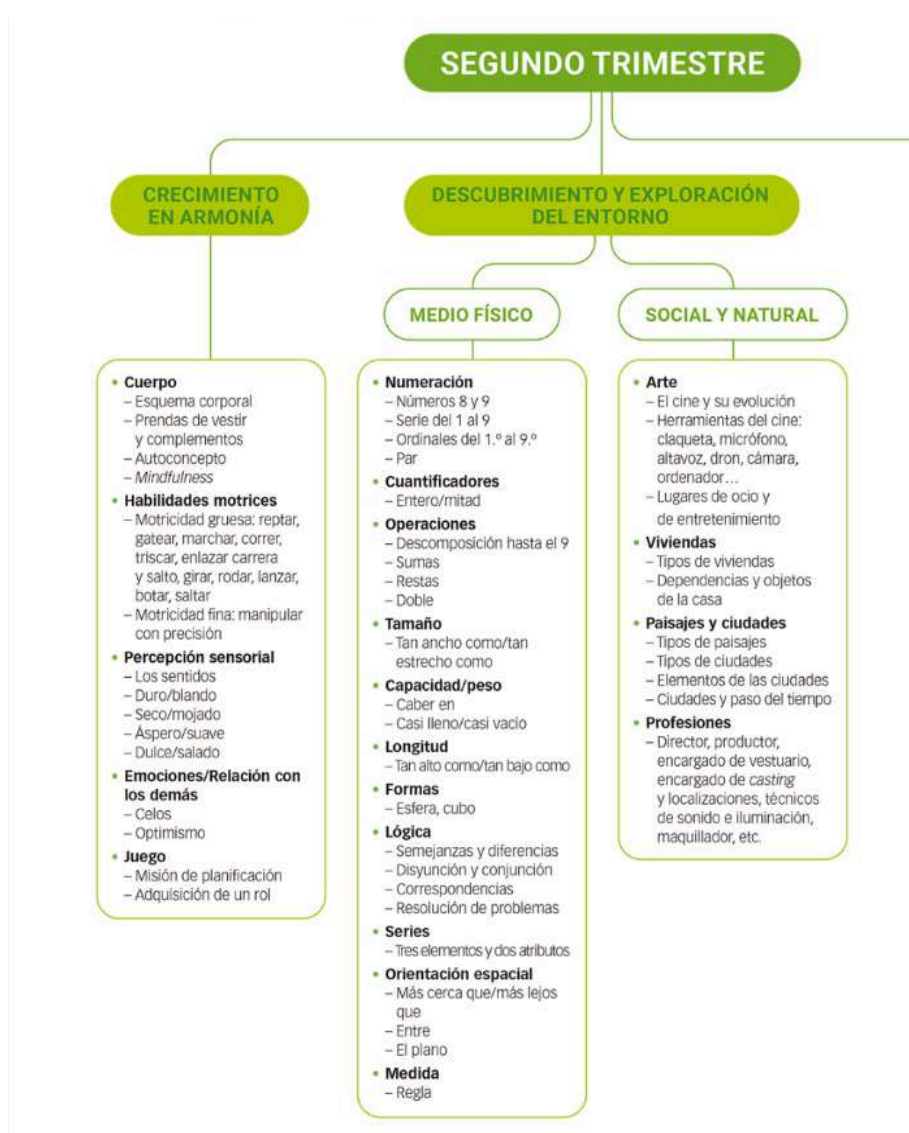 SEGUNDO TRIMESTRE
CRECIMIENTO
EN ARMONÍA
DESCUBRIMIENTO Y EXPLORACIÓN
DEL ENTORNO
MEDIO FÍSICO
SOCIAL Y NATURAL
• Cuerpo
– Esquema corporal
– Prendas de vestir
y complementos
– Autoconcepto
– Mindfulness
• Habilidades motrices
– Motricidad gruesa: reptar,
gatear, marchar, correr,
triscar, enlazar carrera
y salto, girar, rodar, lanzar,
botar, saltar
– Motricidad fina: manipular
con precisión
• Percepción sensorial
– Los sentidos
– Duro/blando
– Seco/mojado
– Áspero/suave
– Dulce/salado
• Emociones/Relación con
los demás
– Celos
– Optimismo
• Juego
– Misión de planificación
– Adquisición de un rol
• Numeración
– Números 8 y 9
– Serie del 1 al 9
– Ordinales del 1.º al 9.º
– Par
• Cuantificadores
– Entero/mitad
• Operaciones
– Descomposición hasta el 9
– Sumas
– Restas
– Doble
• Tamaño
– Tan ancho como/tan
estrecho como
• Capacidad/peso
– Caber en
– Casi lleno/casi vacío
• Longitud
– Tan alto como/tan bajo como
• Formas
– Esfera, cubo
• Lógica
– Semejanzas y diferencias
– Disyunción y conjunción
– Correspondencias
– Resolución de problemas
• Series
– Tres elementos y dos atributos
• Orientación espacial
– Más cerca que/más lejos
que
– Entre
– El plano
• Medida
– Regla
• Arte
– El cine y su evolución
– Herramientas del cine:
claqueta, micrófono,
altavoz, dron, cámara,
ordenador…
– Lugares de ocio y
de entretenimiento
• Viviendas
– Tipos de viviendas
– Dependencias y objetos
de la casa
• Paisajes y ciudades
– Tipos de paisajes
– Tipos de ciudades
– Elementos de las ciudades
– Ciudades y paso del tiempo
• Profesiones
– Director, productor,
encargado de vestuario,
encargado de casting
y localizaciones, técnicos
de sonido e iluminación,
maquillador, etc.